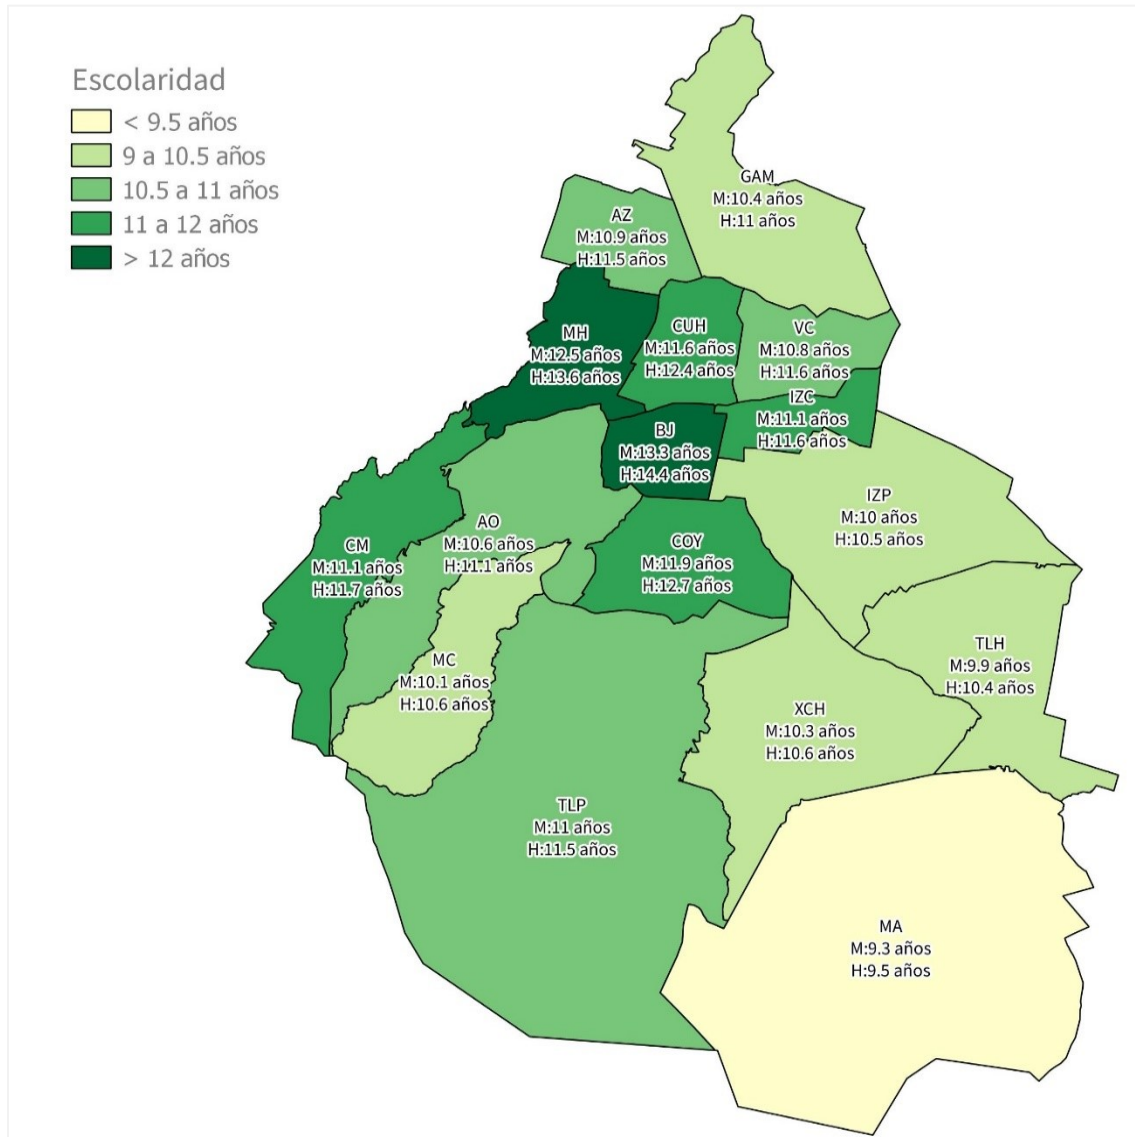 Escolaridad
< 9.5 años
9 a 10.5 años
10.5 a 11 años
11 a 12 años
> 12 años
GAM
M:10.4 años
H:11 años
AZ
M:10.9 años
H:11.5 años
MH
M:12.5 años
H:13.6 años
CUH
M:11.6 años
H:12.4 años
VC
M:10.8 años
H:11.6 años
IZC
M:11.1 años
H:11.6 años
BJ
M:13.3 años
H:14.4 años
IZP
M:10 años
H:10.5 años
CM
M:11.1 años
H:11.7 años
AO
M:10.6 años
H:11.1 años
COY
M:11.9 años
H:12.7 años
MC
M:10.1 años
H:10.6 años
TLH
M:9.9 años
H:10.4 años
XCH
M:10.3 años
H:10.6 años
TLP
M:11 años
H:11.5 años
MA
M:9.3 años
H:9.5 años